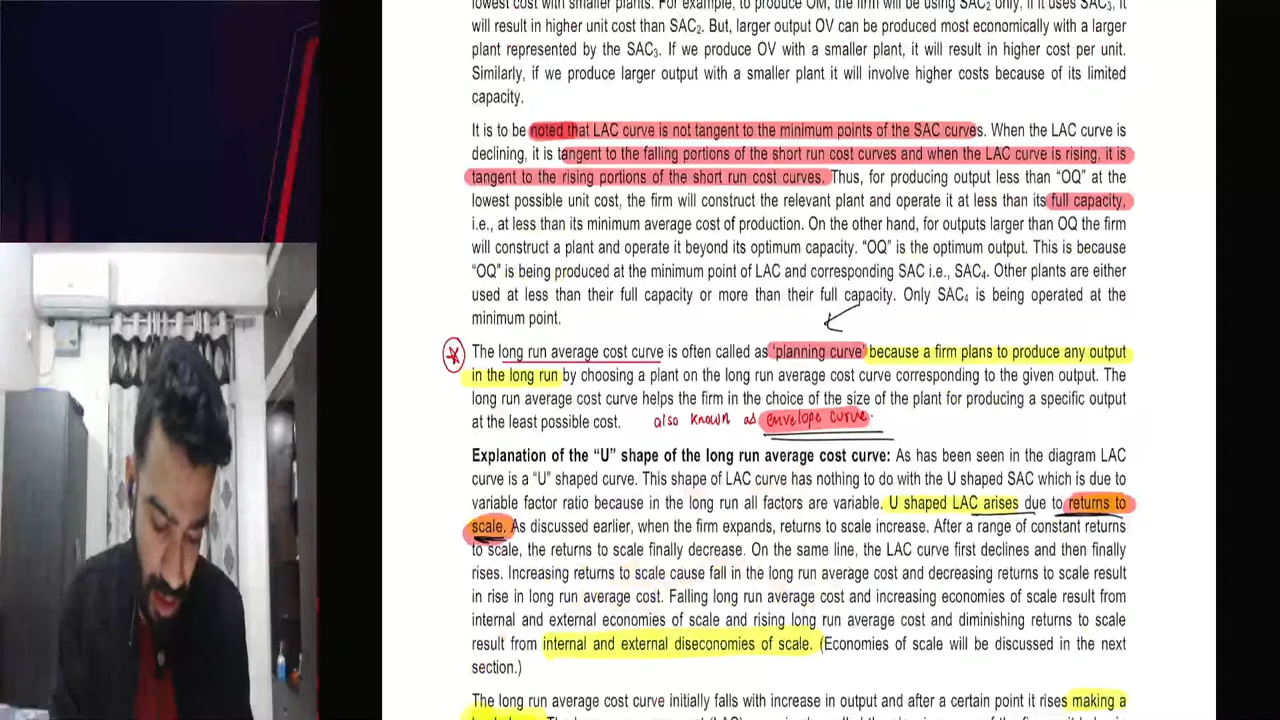 lowest cost with smaller plants. For example, to produce OM, the firm will be using SAC₂ only, if it uses SAC₃, it
will result in higher unit cost than SAC₂. But, larger output OV can be produced most economically with a larger
plant represented by the SAC₃. If we produce OV with a smaller plant, it will result in higher cost per unit.
Similarly, if we produce larger output with a smaller plant it will involve higher costs because of its limited
capacity.
It is to be noted that LAC curve is not tangent to the minimum points of the SAC curves. When the LAC curve is
declining, it is tangent to the falling portions of the short run cost curves and when the LAC curve is rising, it is
tangent to the rising portions of the short run cost curves. Thus, for producing output less than “OQ” at the
lowest possible unit cost, the firm will construct the relevant plant and operate it at less than its full capacity,
i.e., at less than its minimum average cost of production. On the other hand, for outputs larger than OQ the firm
will construct a plant and operate it beyond its optimum capacity. “OQ” is the optimum output. This is because
“OQ” is being produced at the minimum point of LAC and corresponding SAC i.e., SAC₄. Other plants are either
used at less than their full capacity or more than their full capacity. Only SAC₄ is being operated at the
minimum point.
The long run average cost curve is often called as ‘planning curve’ because a firm plans to produce any output
in the long run by choosing a plant on the long run average cost curve corresponding to the given output. The
long run average cost curve helps the firm in the choice of the size of the plant for producing a specific output
at the least possible cost. also known as envelope curve.
Explanation of the “U” shape of the long run average cost curve: As has been seen in the diagram LAC
curve is a “U” shaped curve. This shape of LAC curve has nothing to do with the U shaped SAC which is due to
variable factor ratio because in the long run all factors are variable. U shaped LAC arises due to returns to
scale. As discussed earlier, when the firm expands, returns to scale increase. After a range of constant returns
to scale, the returns to scale finally decrease. On the same line, the LAC curve first declines and then finally
rises. Increasing returns to scale cause fall in the long run average cost and decreasing returns to scale result
in rise in long run average cost. Falling long run average cost and increasing economies of scale result from
internal and external economies of scale and rising long run average cost and diminishing returns to scale
result from internal and external diseconomies of scale. (Economies of scale will be discussed in the next
section.)
The long run average cost curve initially falls with increase in output and after a certain point it rises making a